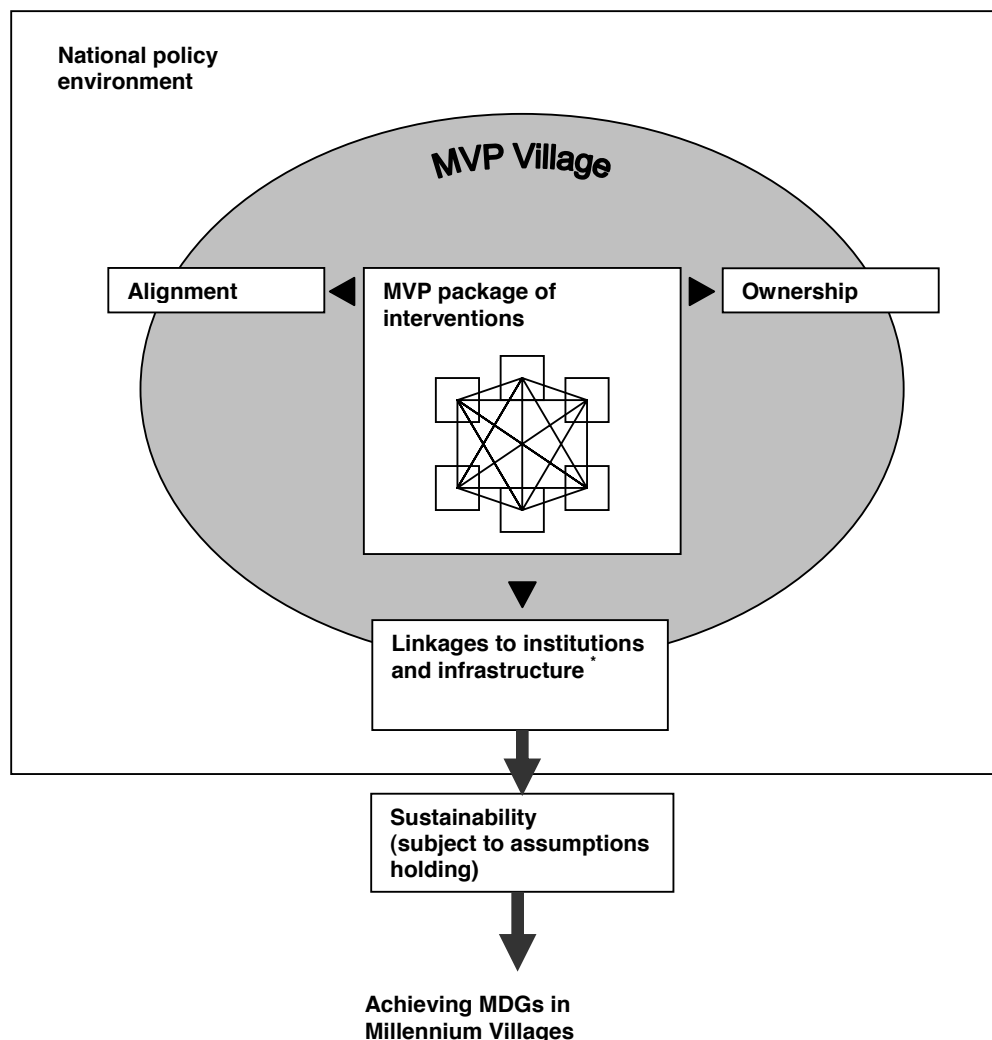 National policy
environment
MVP Village
Alignment
MVP package of
interventions
Ownership
Linkages to institutions
and infrastructure *
Sustainability
(subject to assumptions
holding)
Achieving MDGs in
Millennium Villages